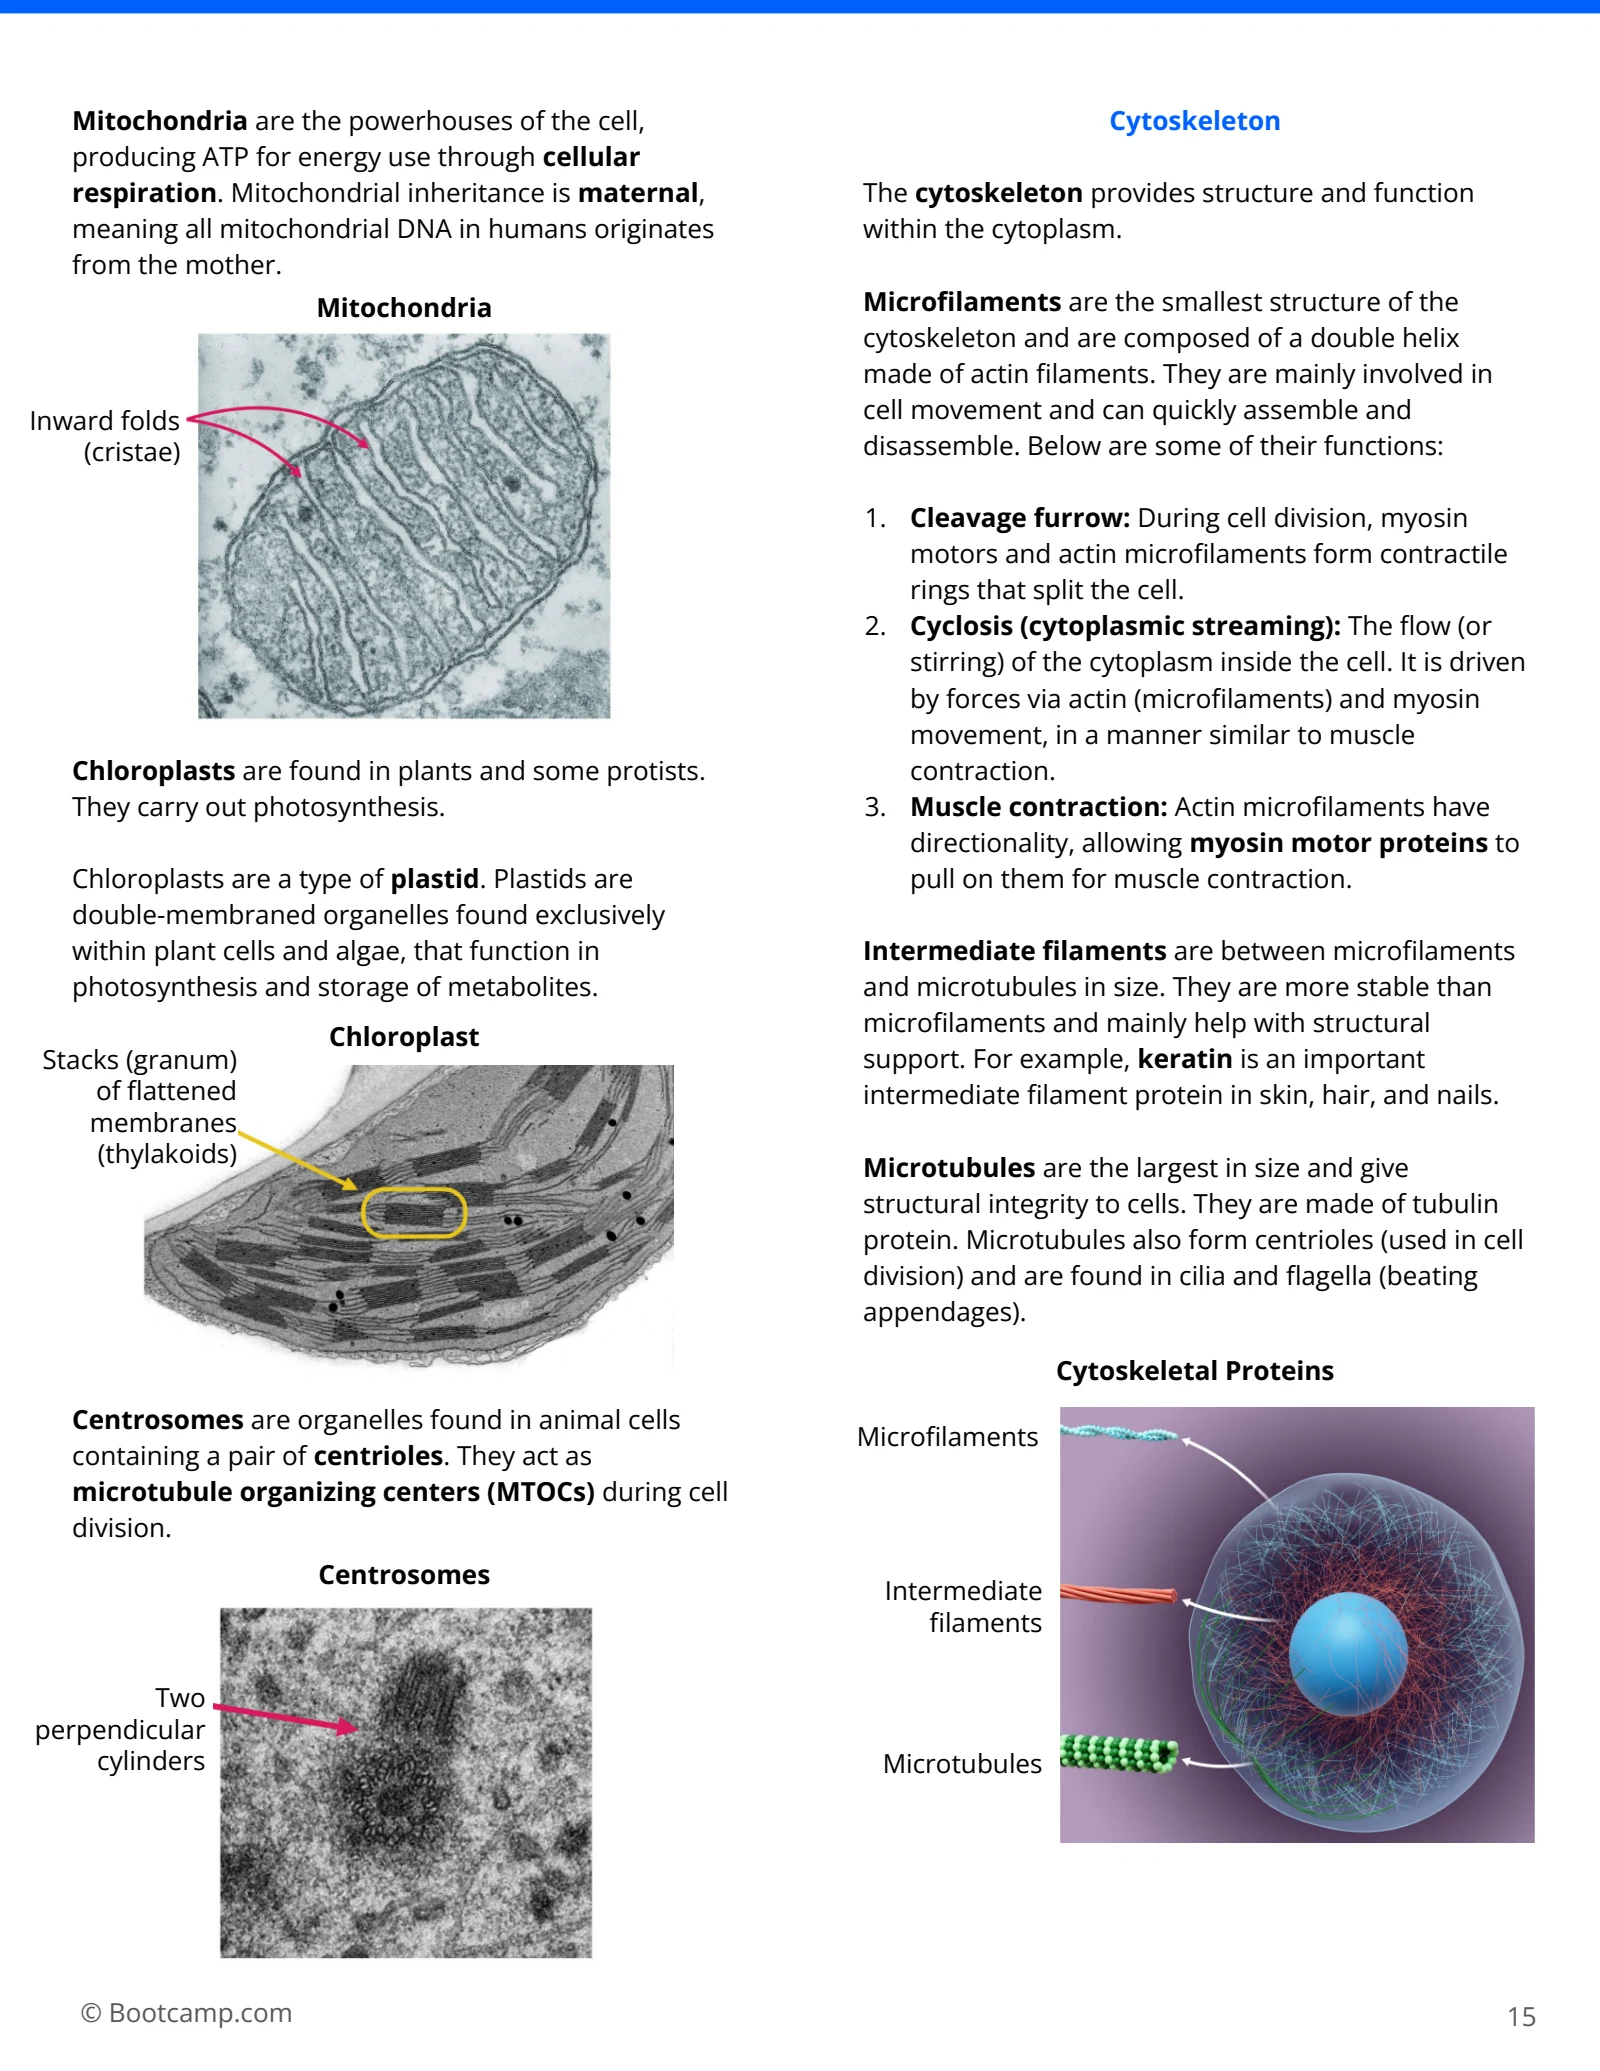 Mitochondria are the powerhouses of the cell,
producing ATP for energy use through cellular
respiration. Mitochondrial inheritance is maternal,
meaning all mitochondrial DNA in humans originates
from the mother.
Mitochondria
Inward folds
(cristae)
Chloroplasts are found in plants and some protists.
They carry out photosynthesis.
Chloroplasts are a type of plastid. Plastids are
double-membraned organelles found exclusively
within plant cells and algae, that function in
photosynthesis and storage of metabolites.
Chloroplast
Stacks (granum)
of flattened
membranes
(thylakoids)
Centrosomes are organelles found in animal cells
containing a pair of centrioles. They act as
microtubule organizing centers (MTOCs) during cell
division.
Centrosomes
Two
perpendicular
cylinders
Cytoskeleton
The cytoskeleton provides structure and function
within the cytoplasm.
Microfilaments are the smallest structure of the
cytoskeleton and are composed of a double helix
made of actin filaments. They are mainly involved in
cell movement and can quickly assemble and
disassemble. Below are some of their functions:
1. Cleavage furrow: During cell division, myosin
motors and actin microfilaments form contractile
rings that split the cell.
2. Cyclosis (cytoplasmic streaming): The flow (or
stirring) of the cytoplasm inside the cell. It is driven
by forces via actin (microfilaments) and myosin
movement, in a manner similar to muscle
contraction.
3. Muscle contraction: Actin microfilaments have
directionality, allowing myosin motor proteins to
pull on them for muscle contraction.
Intermediate filaments are between microfilaments
and microtubules in size. They are more stable than
microfilaments and mainly help with structural
support. For example, keratin is an important
intermediate filament protein in skin, hair, and nails.
Microtubules are the largest in size and give
structural integrity to cells. They are made of tubulin
protein. Microtubules also form centrioles (used in cell
division) and are found in cilia and flagella (beating
appendages).
Cytoskeletal Proteins
Microfilaments
Intermediate
filaments
Microtubules
© Bootcamp.com
15